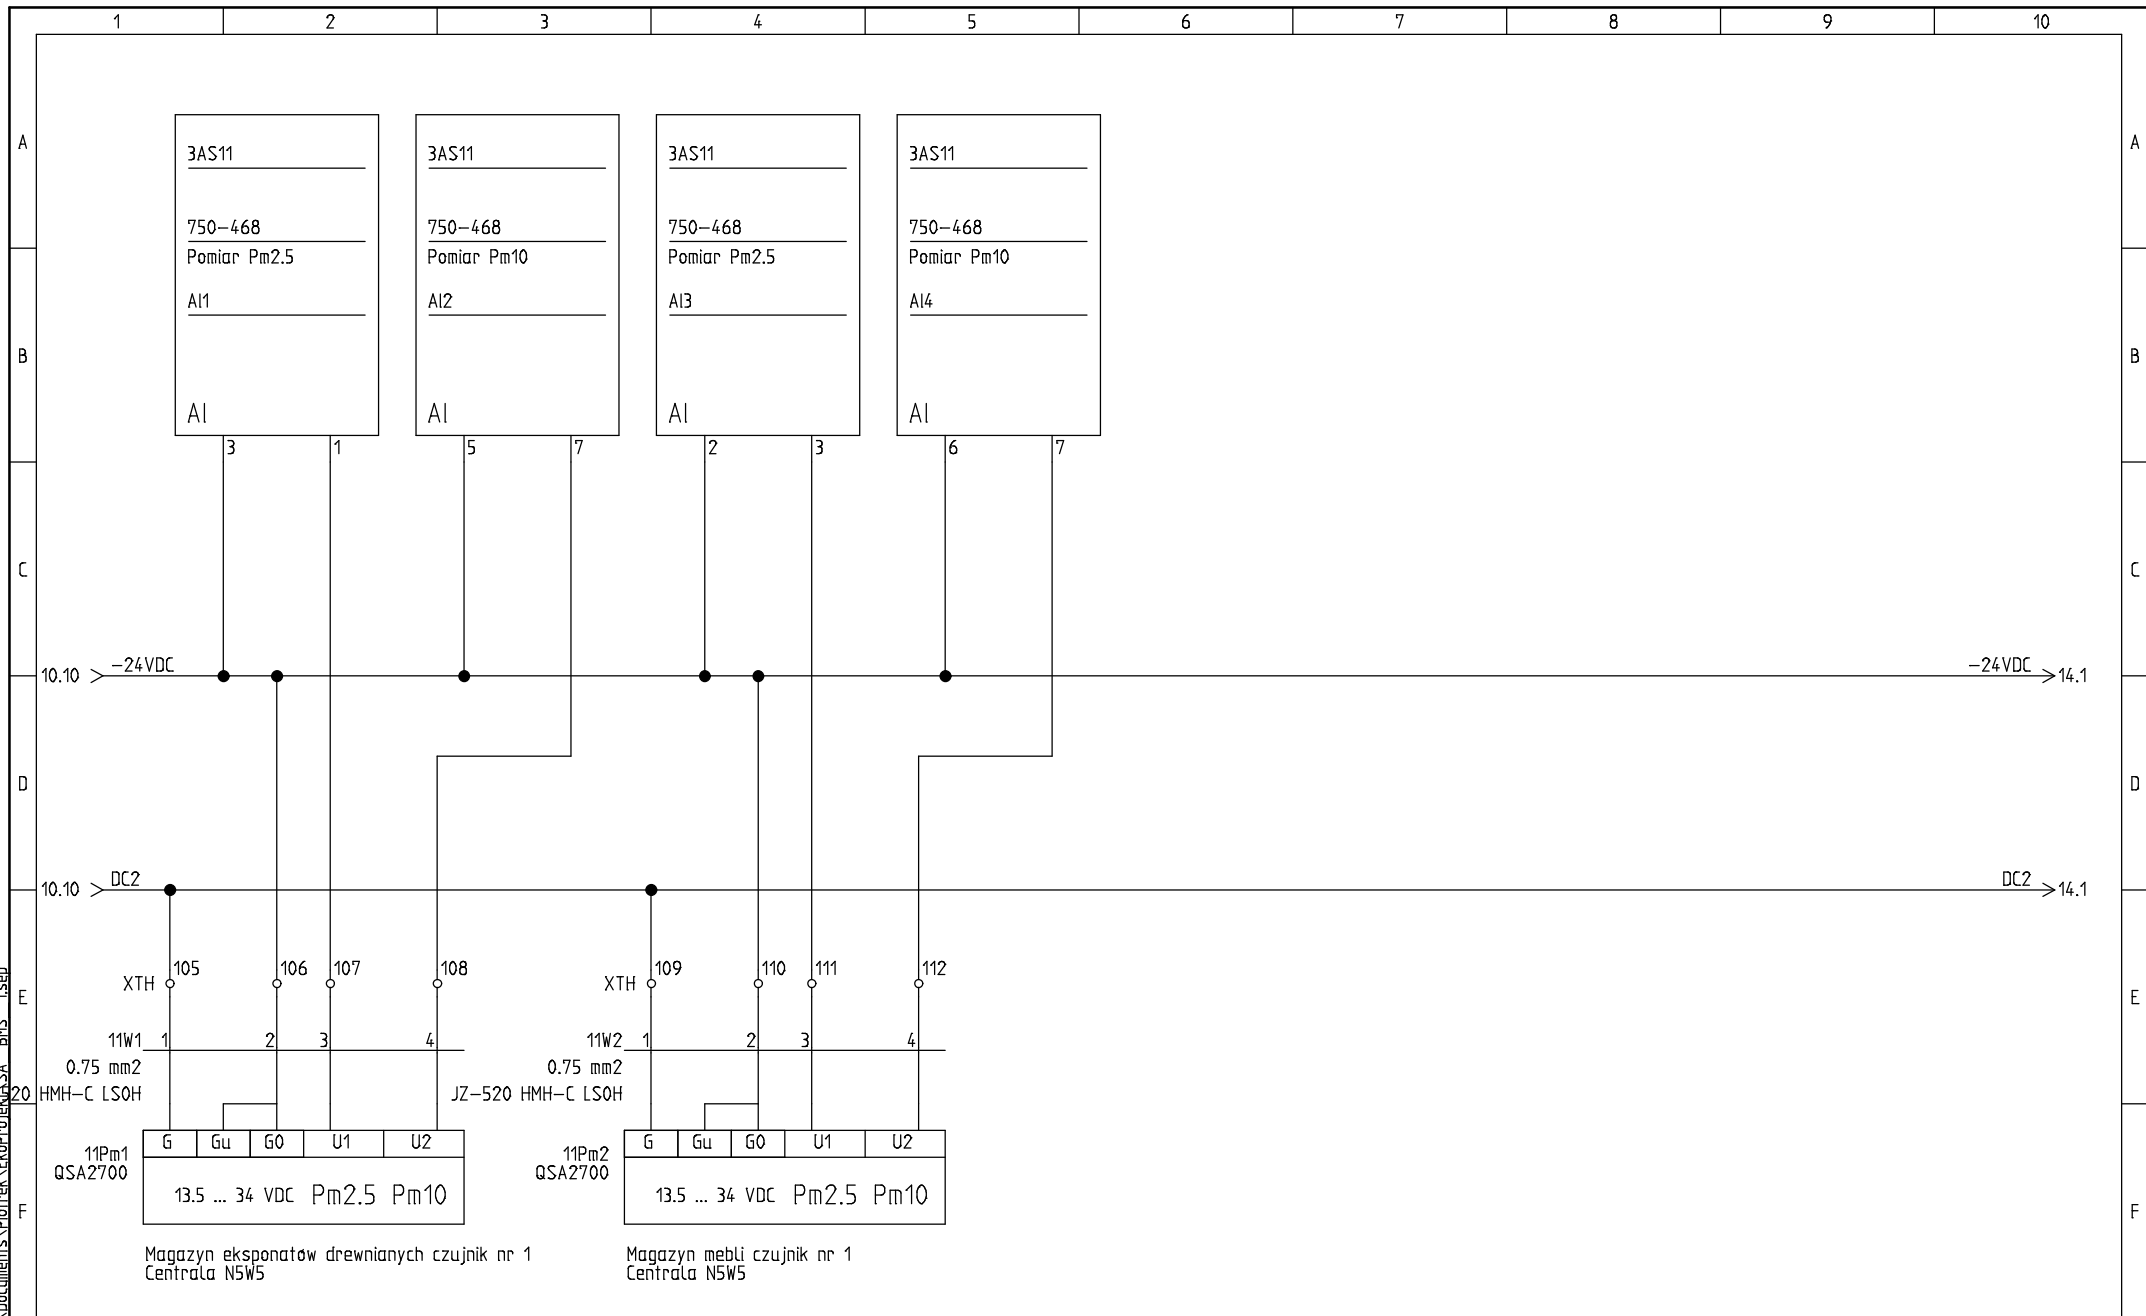 1 2 3 4 5 6 7 8 9 10
A A
3AS11 3AS11 3AS11 3AS11
750-468 750-468 750-468 750-468
Pomiar Pm2.5 Pomiar Pm10 Pomiar Pm2.5 Pomiar Pm10
AI1 AI2 AI3 AI4
B B
AI AI AI AI
3 1 5 7 2 3 6 7
C C
10.10 -24VDC -24VDC 14.1
D D
10.10 DC2 DC2 14.1
XTH 105 106 107 108 XTH 109 110 111 112
E E
11W1 1 2 3 4 11W2 1 2 3 4
0.75 mm2 0.75 mm2
20 HMH-C LS0H JZ-520 HMH-C LS0H
G Gu G0 U1 U2 G Gu G0 U1 U2
11Pm1 11Pm2
QSA2700 QSA2700
13.5 ... 34 VDC Pm2.5 Pm10 13.5 ... 34 VDC Pm2.5 Pm10
F F
Magazyn eksponatów drewnianych czujnik nr 1 Magazyn mebli czujnik nr 1
Centrala N5W5 Centrala N5W5